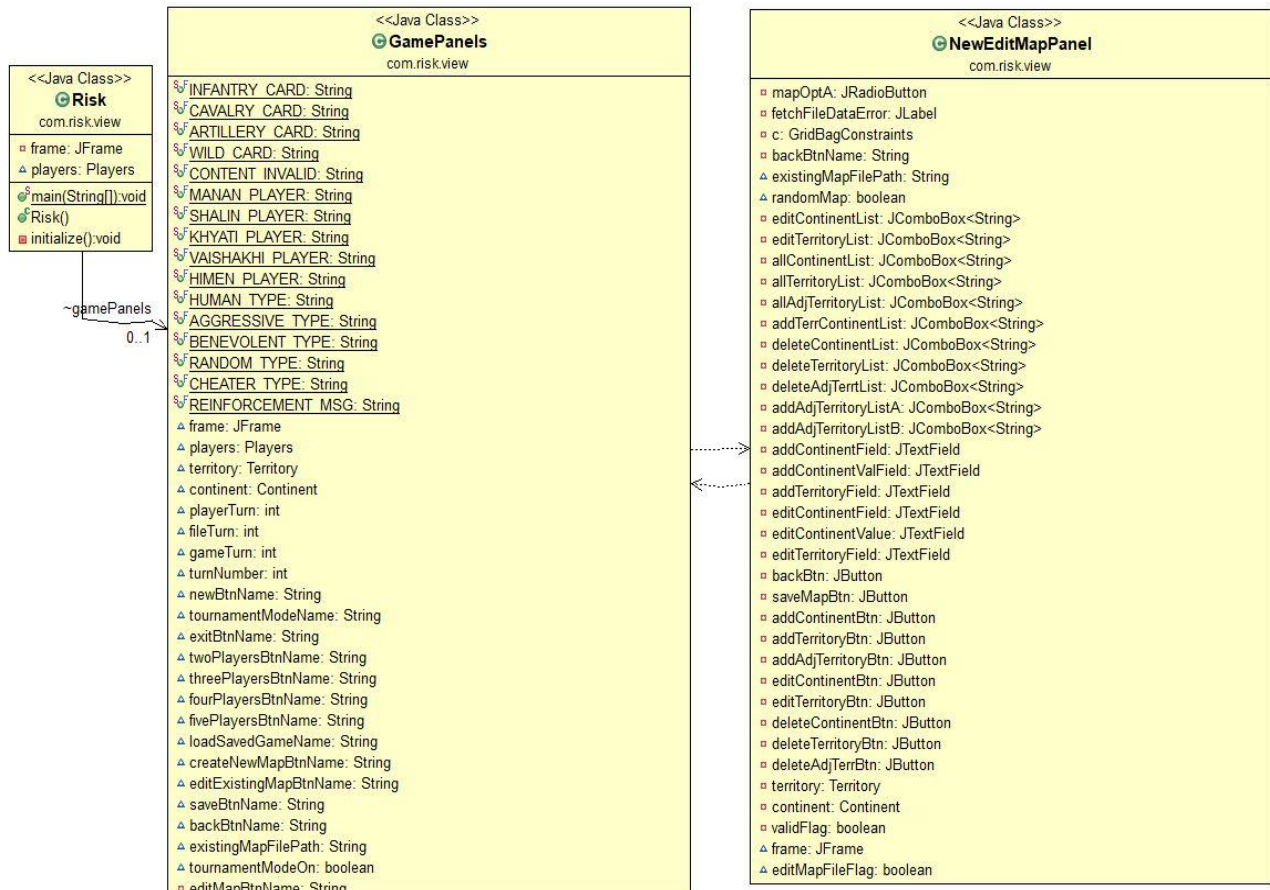 <<Java Class>>
Risk
com.risk.view
frame: JFrame
players: Players
main(String[]):void
Risk()
initialize():void
~gamePanels
0..1
<<Java Class>>
GamePanels
com.risk.view
INFANTRY_CARD: String
CAVALRY_CARD: String
ARTILLERY_CARD: String
WILD_CARD: String
CONTENT_INVALID: String
MANAN_PLAYER: String
SHALIN_PLAYER: String
KHYATI_PLAYER: String
VAISHAKHI_PLAYER: String
HIMEN_PLAYER: String
HUMAN_TYPE: String
AGGRESSIVE_TYPE: String
BENEVOLENT_TYPE: String
RANDOM_TYPE: String
CHEATER_TYPE: String
REINFORCEMENT_MSG: String
frame: JFrame
players: Players
territory: Territory
continent: Continent
playerTurn: int
fileTurn: int
gameTurn: int
turnNumber: int
newBtnName: String
tournamentModeName: String
exitBtnName: String
twoPlayersBtnName: String
threePlayersBtnName: String
fourPlayersBtnName: String
fivePlayersBtnName: String
loadSavedGameName: String
createNewMapBtnName: String
editExistingMapBtnName: String
saveBtnName: String
backBtnName: String
existingMapFilePath: String
tournamentModeOn: boolean
editMapBtnName: String
<<Java Class>>
NewEditMapPanel
com.risk.view
mapOptA: JRadioButton
fetchFileDataError: JLabel
c: GridBagConstraints
backBtnName: String
existingMapFilePath: String
randomMap: boolean
editContinentList: JComboBox<String>
editTerritoryList: JComboBox<String>
allContinentList: JComboBox<String>
allTerritoryList: JComboBox<String>
allAdjTerritoryList: JComboBox<String>
addTerrContinentList: JComboBox<String>
deleteContinentList: JComboBox<String>
deleteTerritoryList: JComboBox<String>
deleteAdjTerrtList: JComboBox<String>
addAdjTerritoryListA: JComboBox<String>
addAdjTerritoryListB: JComboBox<String>
addContinentField: JTextField
addContinentValField: JTextField
addTerritoryField: JTextField
editContinentField: JTextField
editContinentValue: JTextField
editTerritoryField: JTextField
backBtn: JButton
saveMapBtn: JButton
addContinentBtn: JButton
addTerritoryBtn: JButton
addAdjTerritoryBtn: JButton
editContinentBtn: JButton
editTerritoryBtn: JButton
deleteContinentBtn: JButton
deleteTerritoryBtn: JButton
deleteAdjTerrBtn: JButton
territory: Territory
continent: Continent
validFlag: boolean
frame: JFrame
editMapFileFlag: boolean